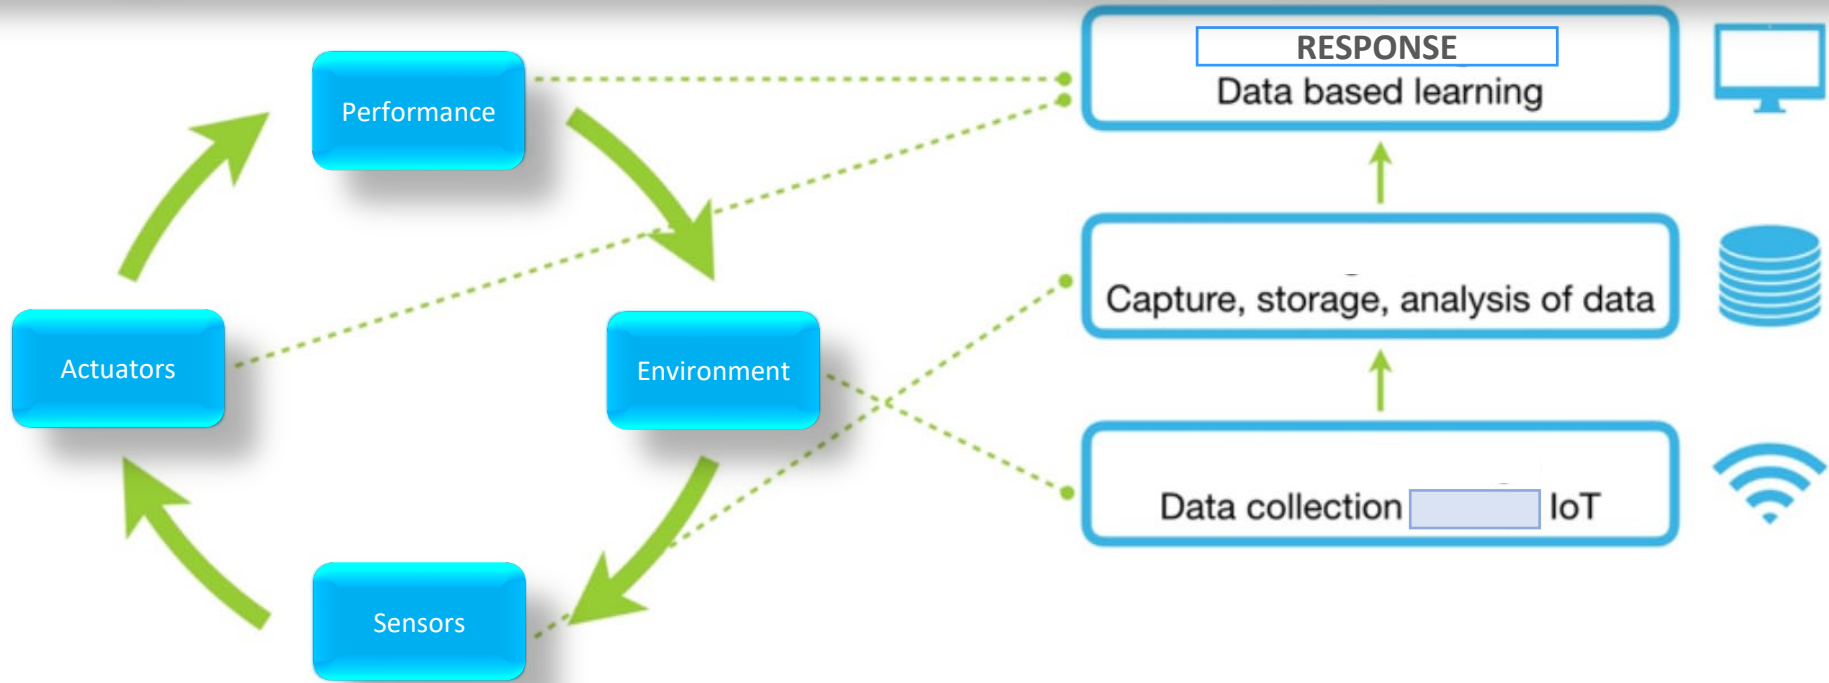 RESPONSE
Data based learning
Performance
Capture, storage, analysis of data
Actuators
Environment
Data collection IoT
Sensors